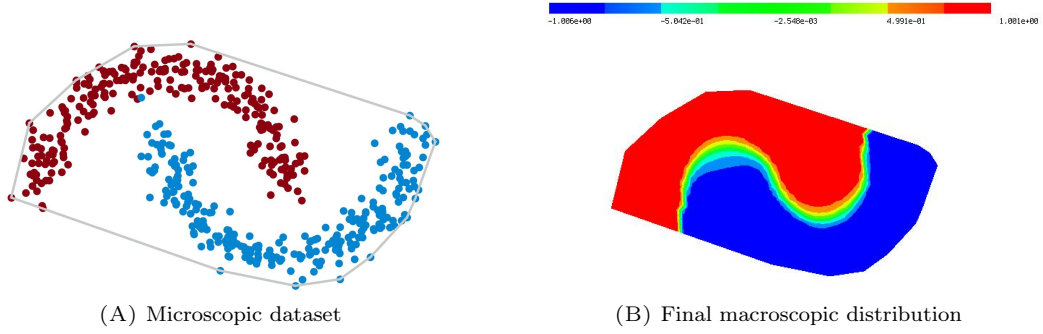 -1.006e+00 -5.042e-01 -2.548e-03 4.991e-01 1.001e+00
(A) Microscopic dataset
(B) Final macroscopic distribution